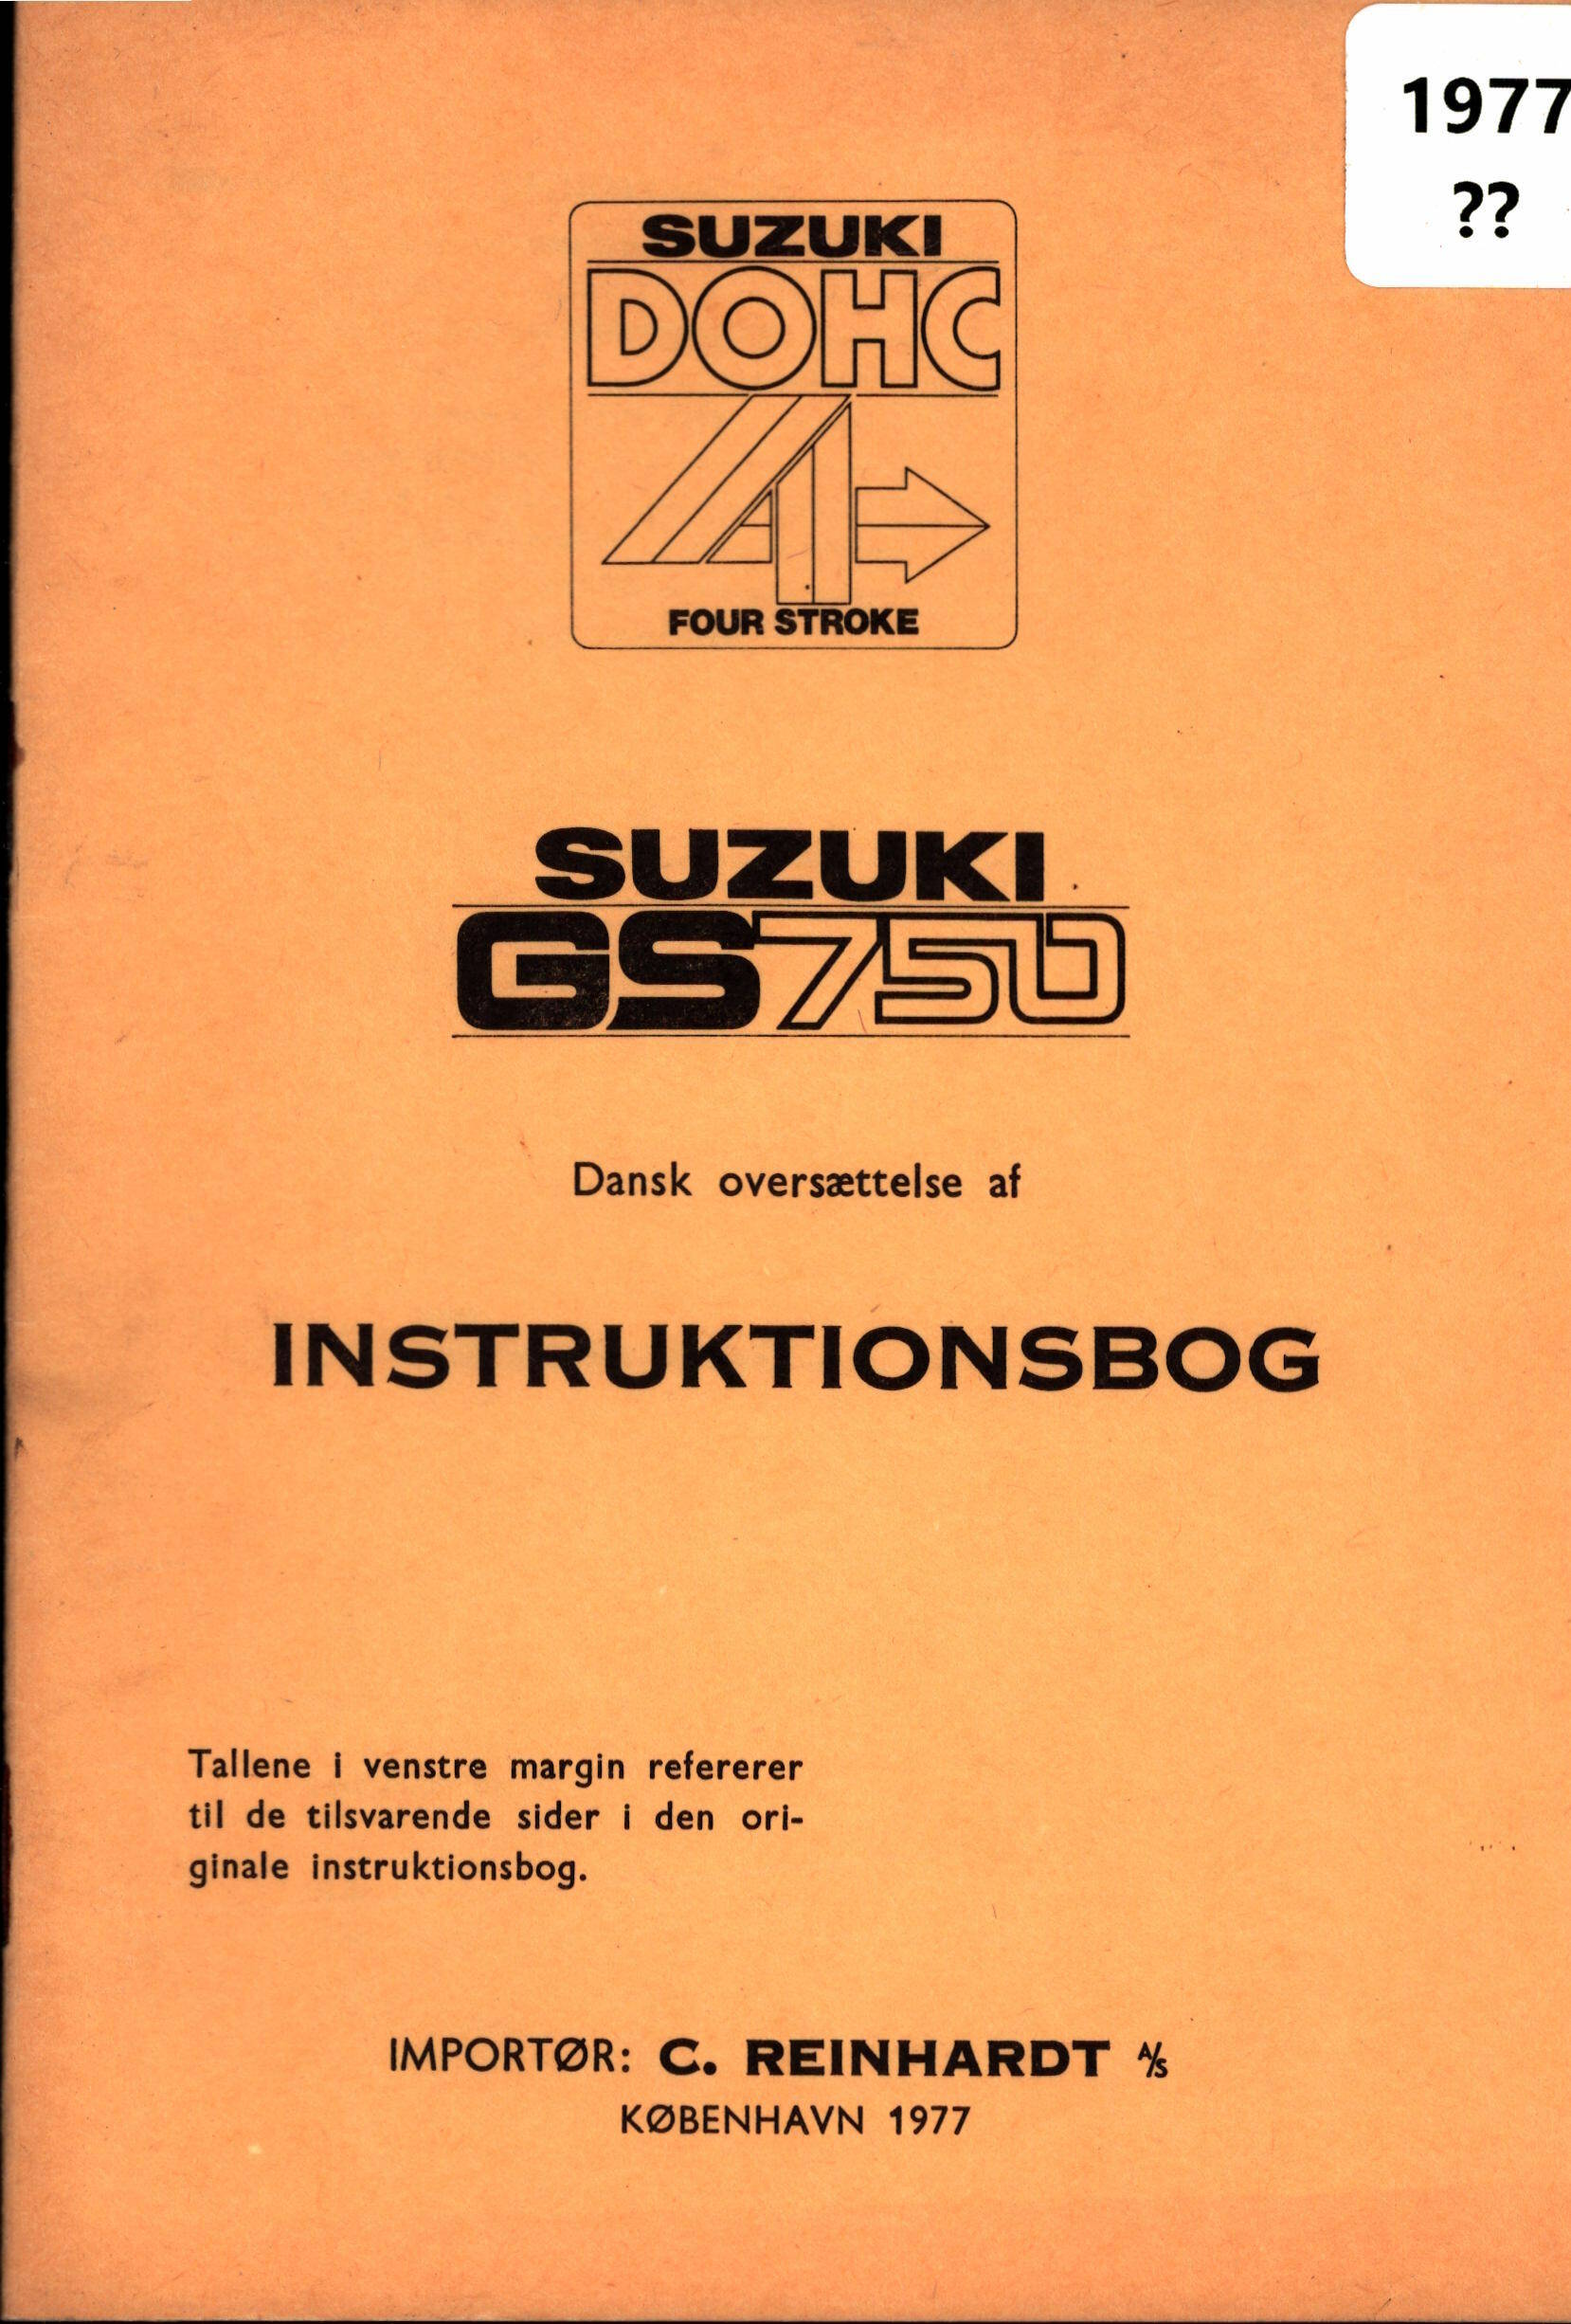 1977
??
SUZUKI
DOHC
4
FOUR STROKE
SUZUKI
GS750
Dansk oversættelse af
INSTRUKTIONSBOG
Tallene i venstre margin refererer
til de tilsvarende sider i den ori-
ginale instruktionsbog.
IMPORTØR: C. REINHARDT A/S
KØBENHAVN 1977